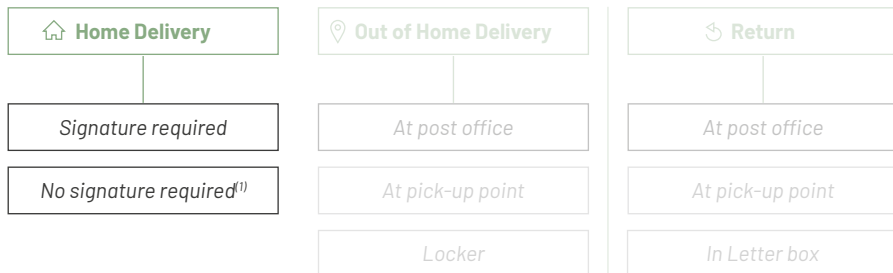 Home Delivery
Out of Home Delivery
Return
Signature required
At post office
At post office
No signature required(1)
At pick-up point
At pick-up point
Locker
In Letter box